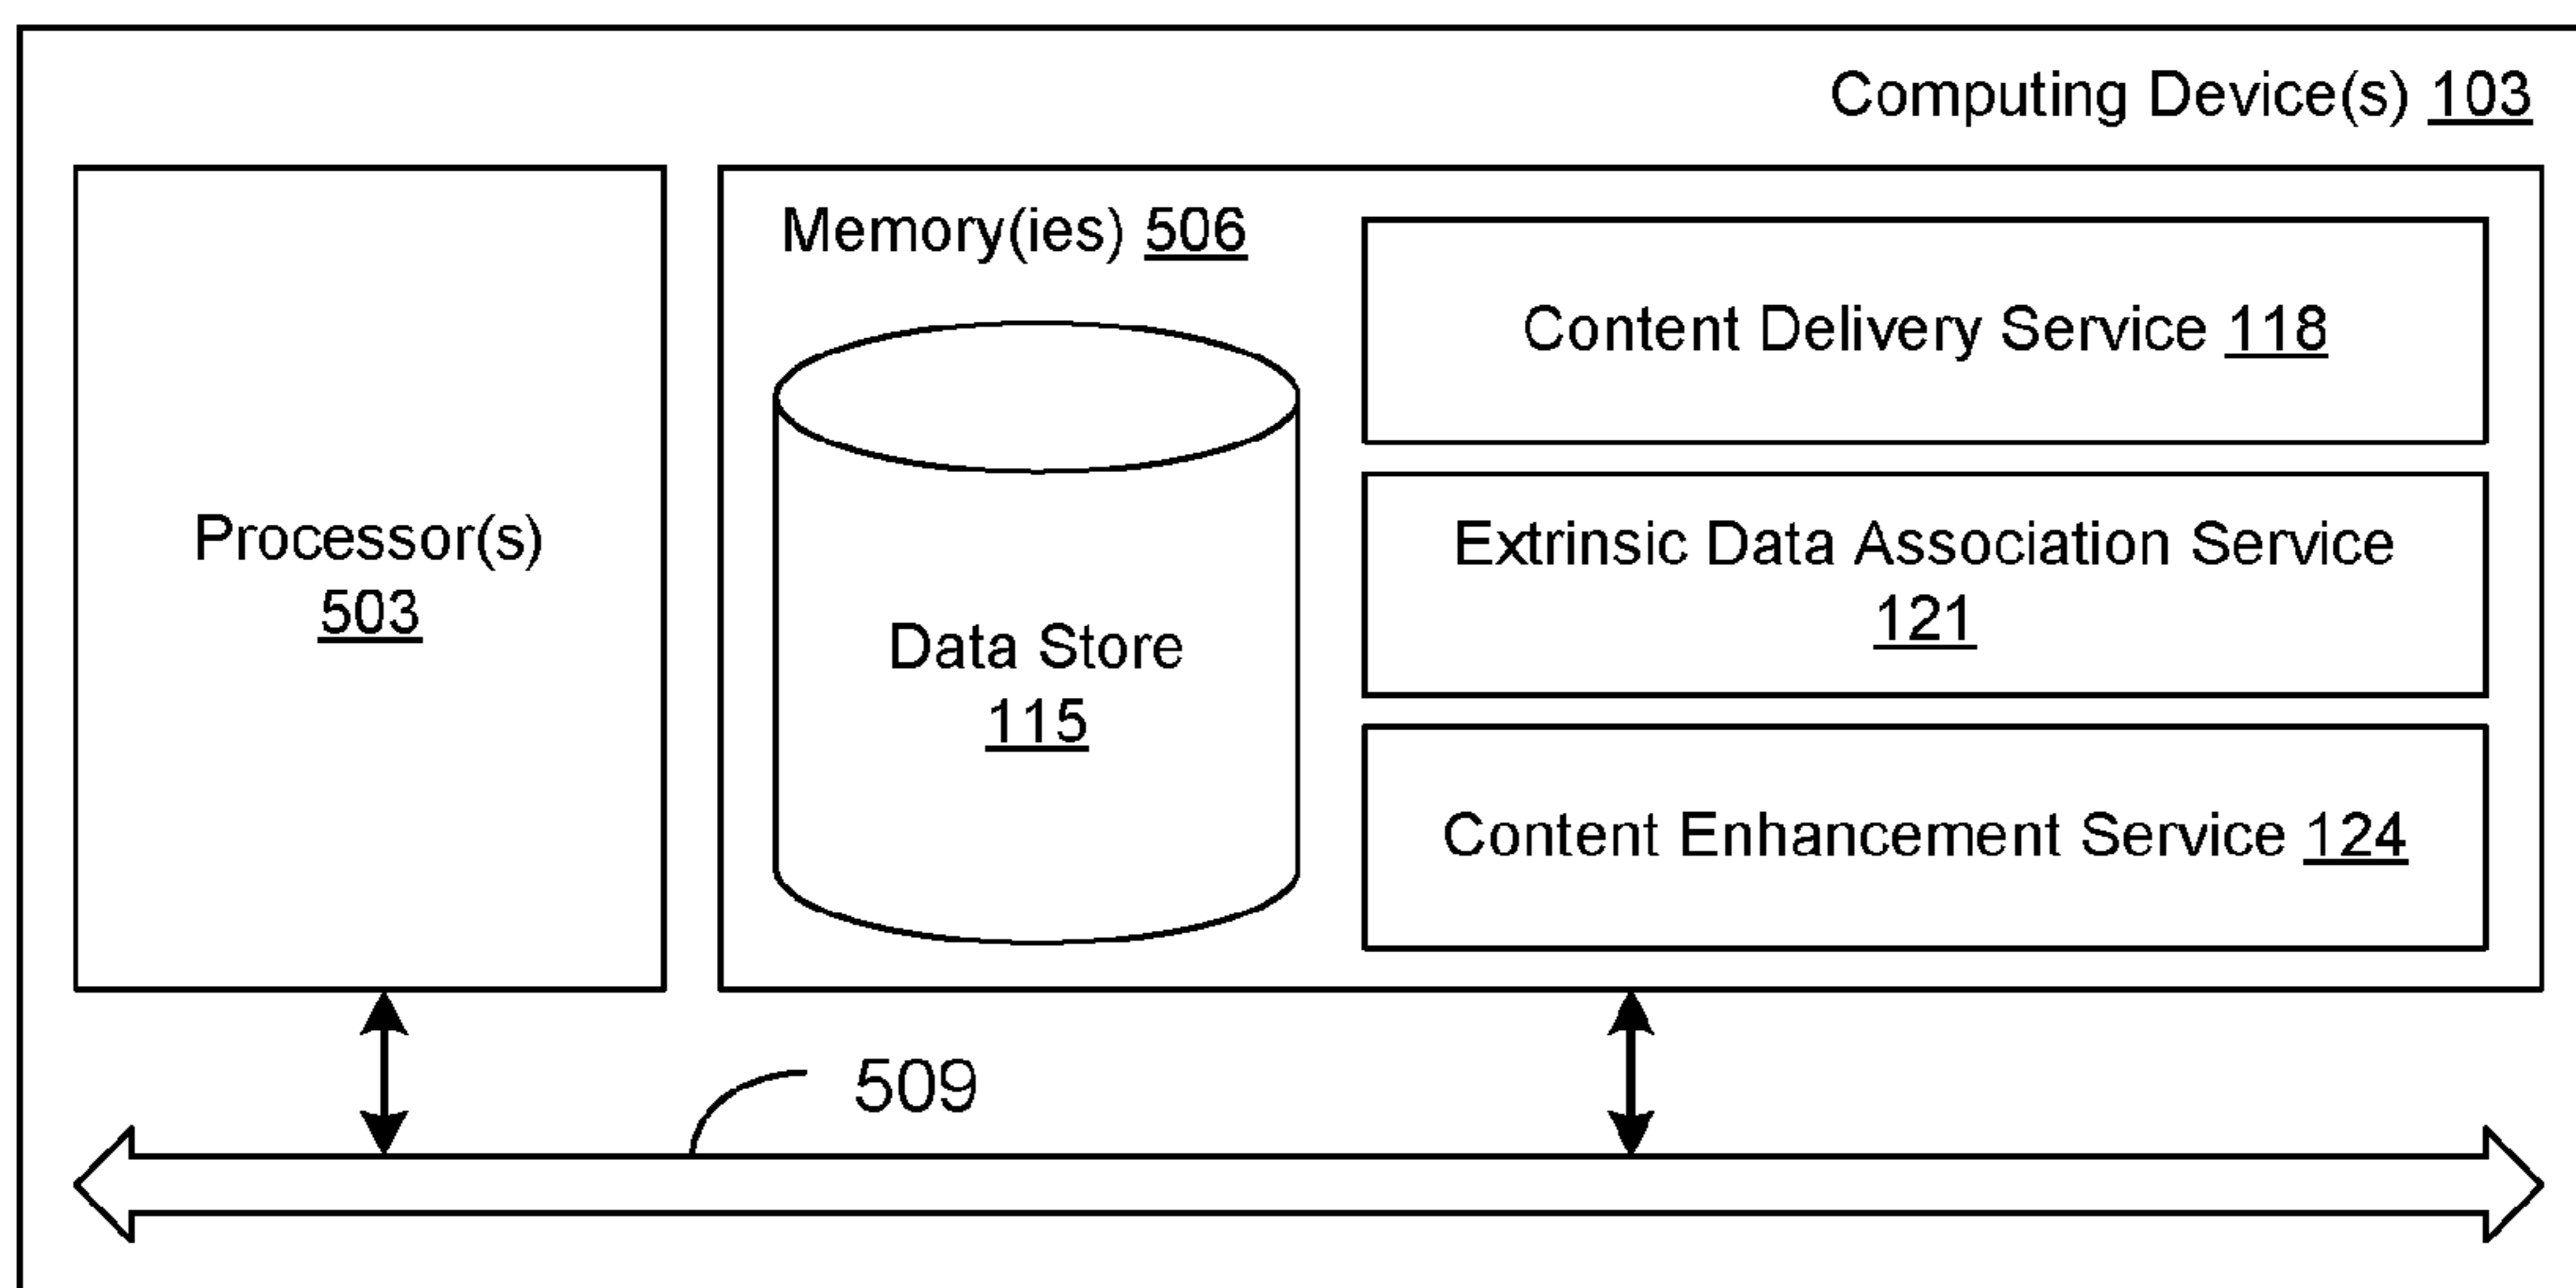 Computing Device(s) 103
Processor(s)
503
Memory(ies) 506
Data Store
115
Content Delivery Service 118
Extrinsic Data Association Service
121
Content Enhancement Service 124
509